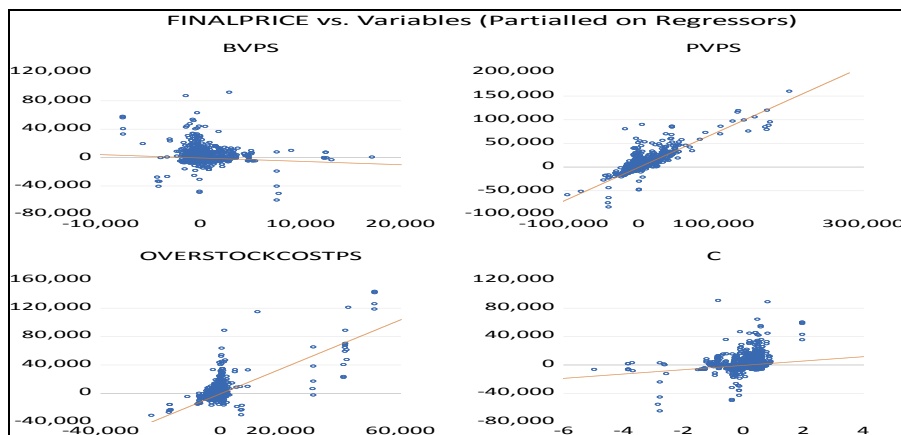 FINALPRICE vs. Variables (Partialled on Regressors)
BVPS
120,000
80,000
40,000
0
-40,000
-80,000
-10,000 0 10,000 20,000
PVPS
200,000
150,000
100,000
50,000
0
-50,000
-100,000
-100,000 0 100,000 300,000
OVERSTOCKCOSTPS
160,000
120,000
80,000
40,000
0
-40,000
-40,000 0 20,000 60,000
C
120,000
80,000
40,000
0
-40,000
-80,000
-6 -4 -2 0 2 4